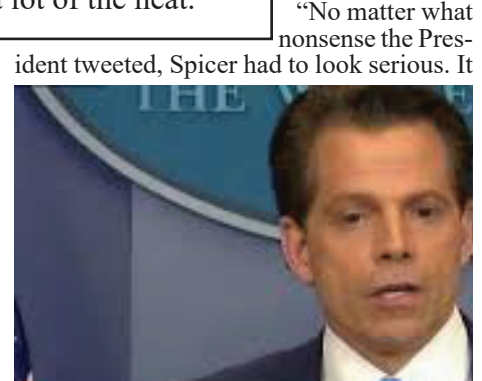 a lot of the heat.
“No matter what
nonsense the Pres-
ident tweeted, Spicer had to look serious. It
THE W